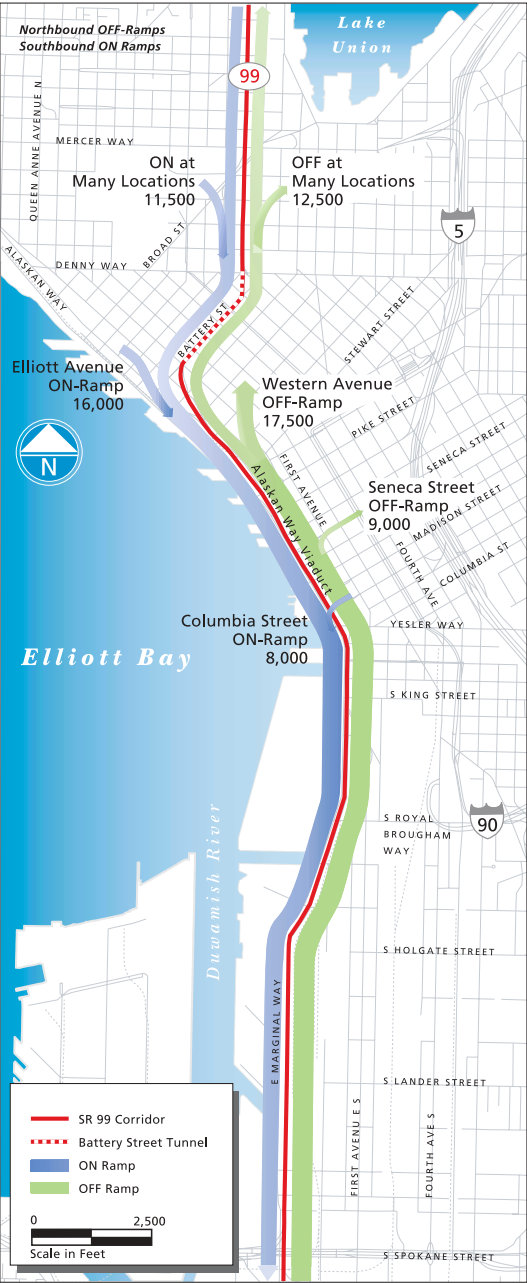 Northbound OFF-Ramps
Southbound ON Ramps
Lake
Union
99
QUEEN ANNE AVENUE N
MERCER WAY
ON at
Many Locations
11,500
OFF at
Many Locations
12,500
5
BROAD ST
ALASKAN WAY
DENNY WAY
BATTERY ST
STEWART STREET
Elliott Avenue
ON-Ramp
16,000
Western Avenue
OFF-Ramp
17,500
PIKE STREET
N
SENECA STREET
FIRST AVENUE
Alaskan Way Viaduct
Seneca Street
OFF-Ramp
9,000
MADISON STREET
FOURTH AVE
COLUMBIA ST
Columbia Street
ON-Ramp
8,000
YESLER WAY
Elliott Bay
S KING STREET
S ROYAL
BROUGHAM
WAY
90
Duwamish River
S HOLGATE STREET
E MARGINAL WAY
S LANDER STREET
FIRST AVENUE S
FOURTH AVE S
SR 99 Corridor
Battery Street Tunnel
ON Ramp
OFF Ramp
0 2,500
Scale in Feet
S SPOKANE STREET